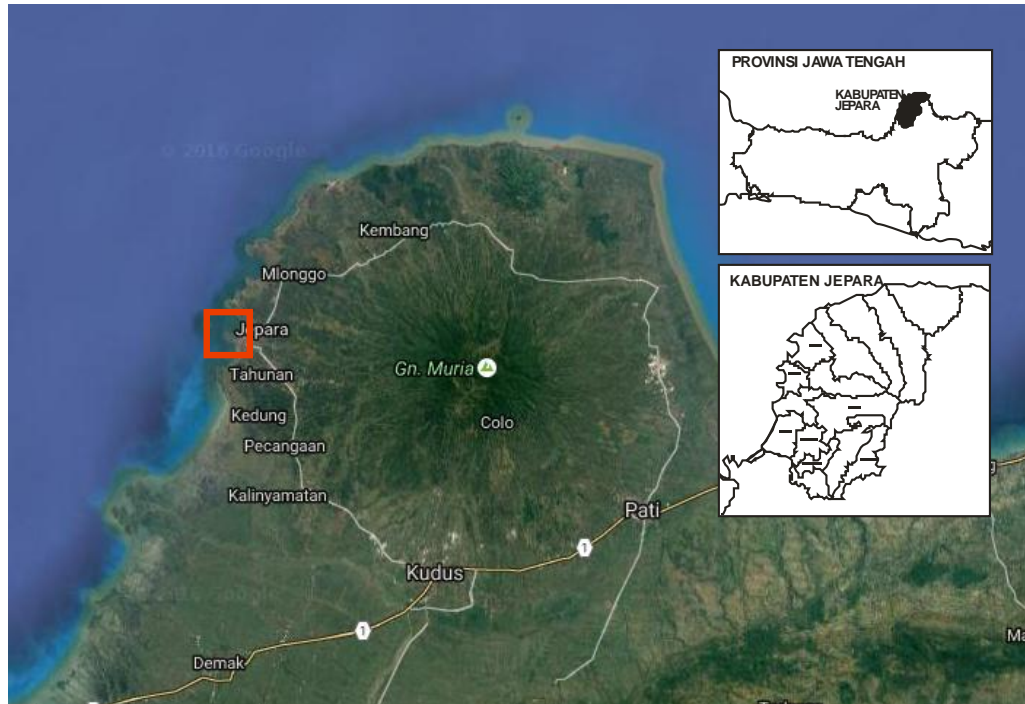 PROVINSI JAWA TENGAH
KABUPATEN
JEPARA
© 2016 Google
Kembang
Mlonggo
KABUPATEN JEPARA
Jepara
Gn. Muria
Tahunan
Kedung
Colo
Pecangaan
Kalinyamatan
Pati
1
Kudus
1
Demak
Ma